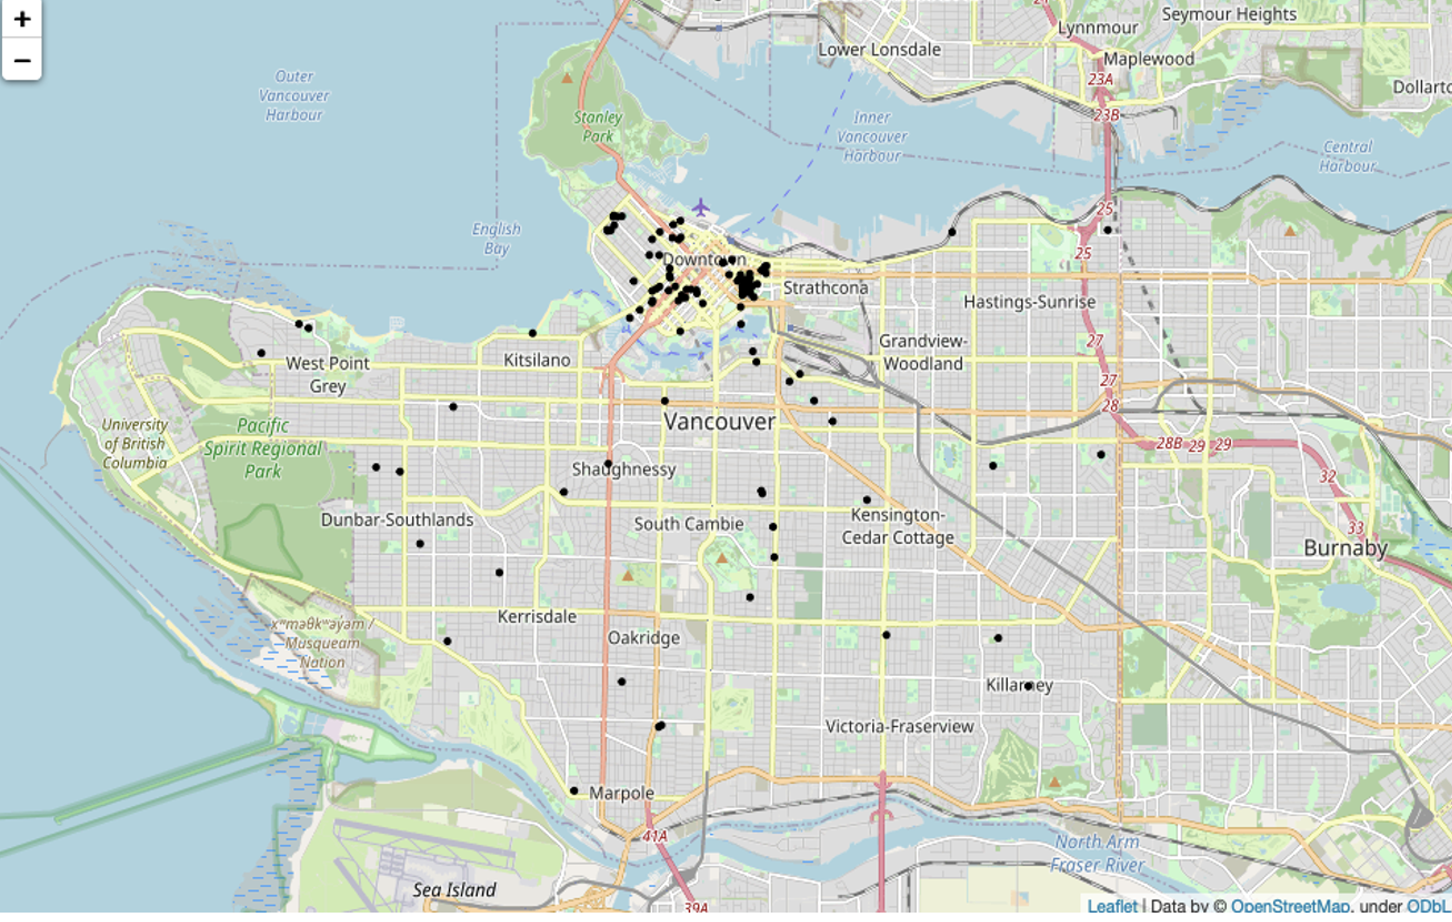 +
−
Outer
Vancouver
Harbour
Stanley
Park
Lower Lonsdale
Lynnmour
Seymour Heights
Maplewood
23A
23B
Inner
Vancouver
Harbour
Central
Harbour
English
Bay
25
25
Downtown
Strathcona
Hastings-Sunrise
27
Grandview-
Woodland
27
28
West Point
Grey
Kitsilano
Vancouver
University
of British
Columbia
Pacific
Spirit Regional
Park
28B
29
29
32
33
Shaughnessy
Dunbar-Southlands
South Cambie
Kensington-
Cedar Cottage
Burnaby
Kerrisdale
Oakridge
xʷməθkʷəy̓əm /
Musqueam
Nation
Killarney
Victoria-Fraserview
Marpole
41A
North Arm
Fraser River
Sea Island
39A
Leaflet | Data by © OpenStreetMap, under ODbL